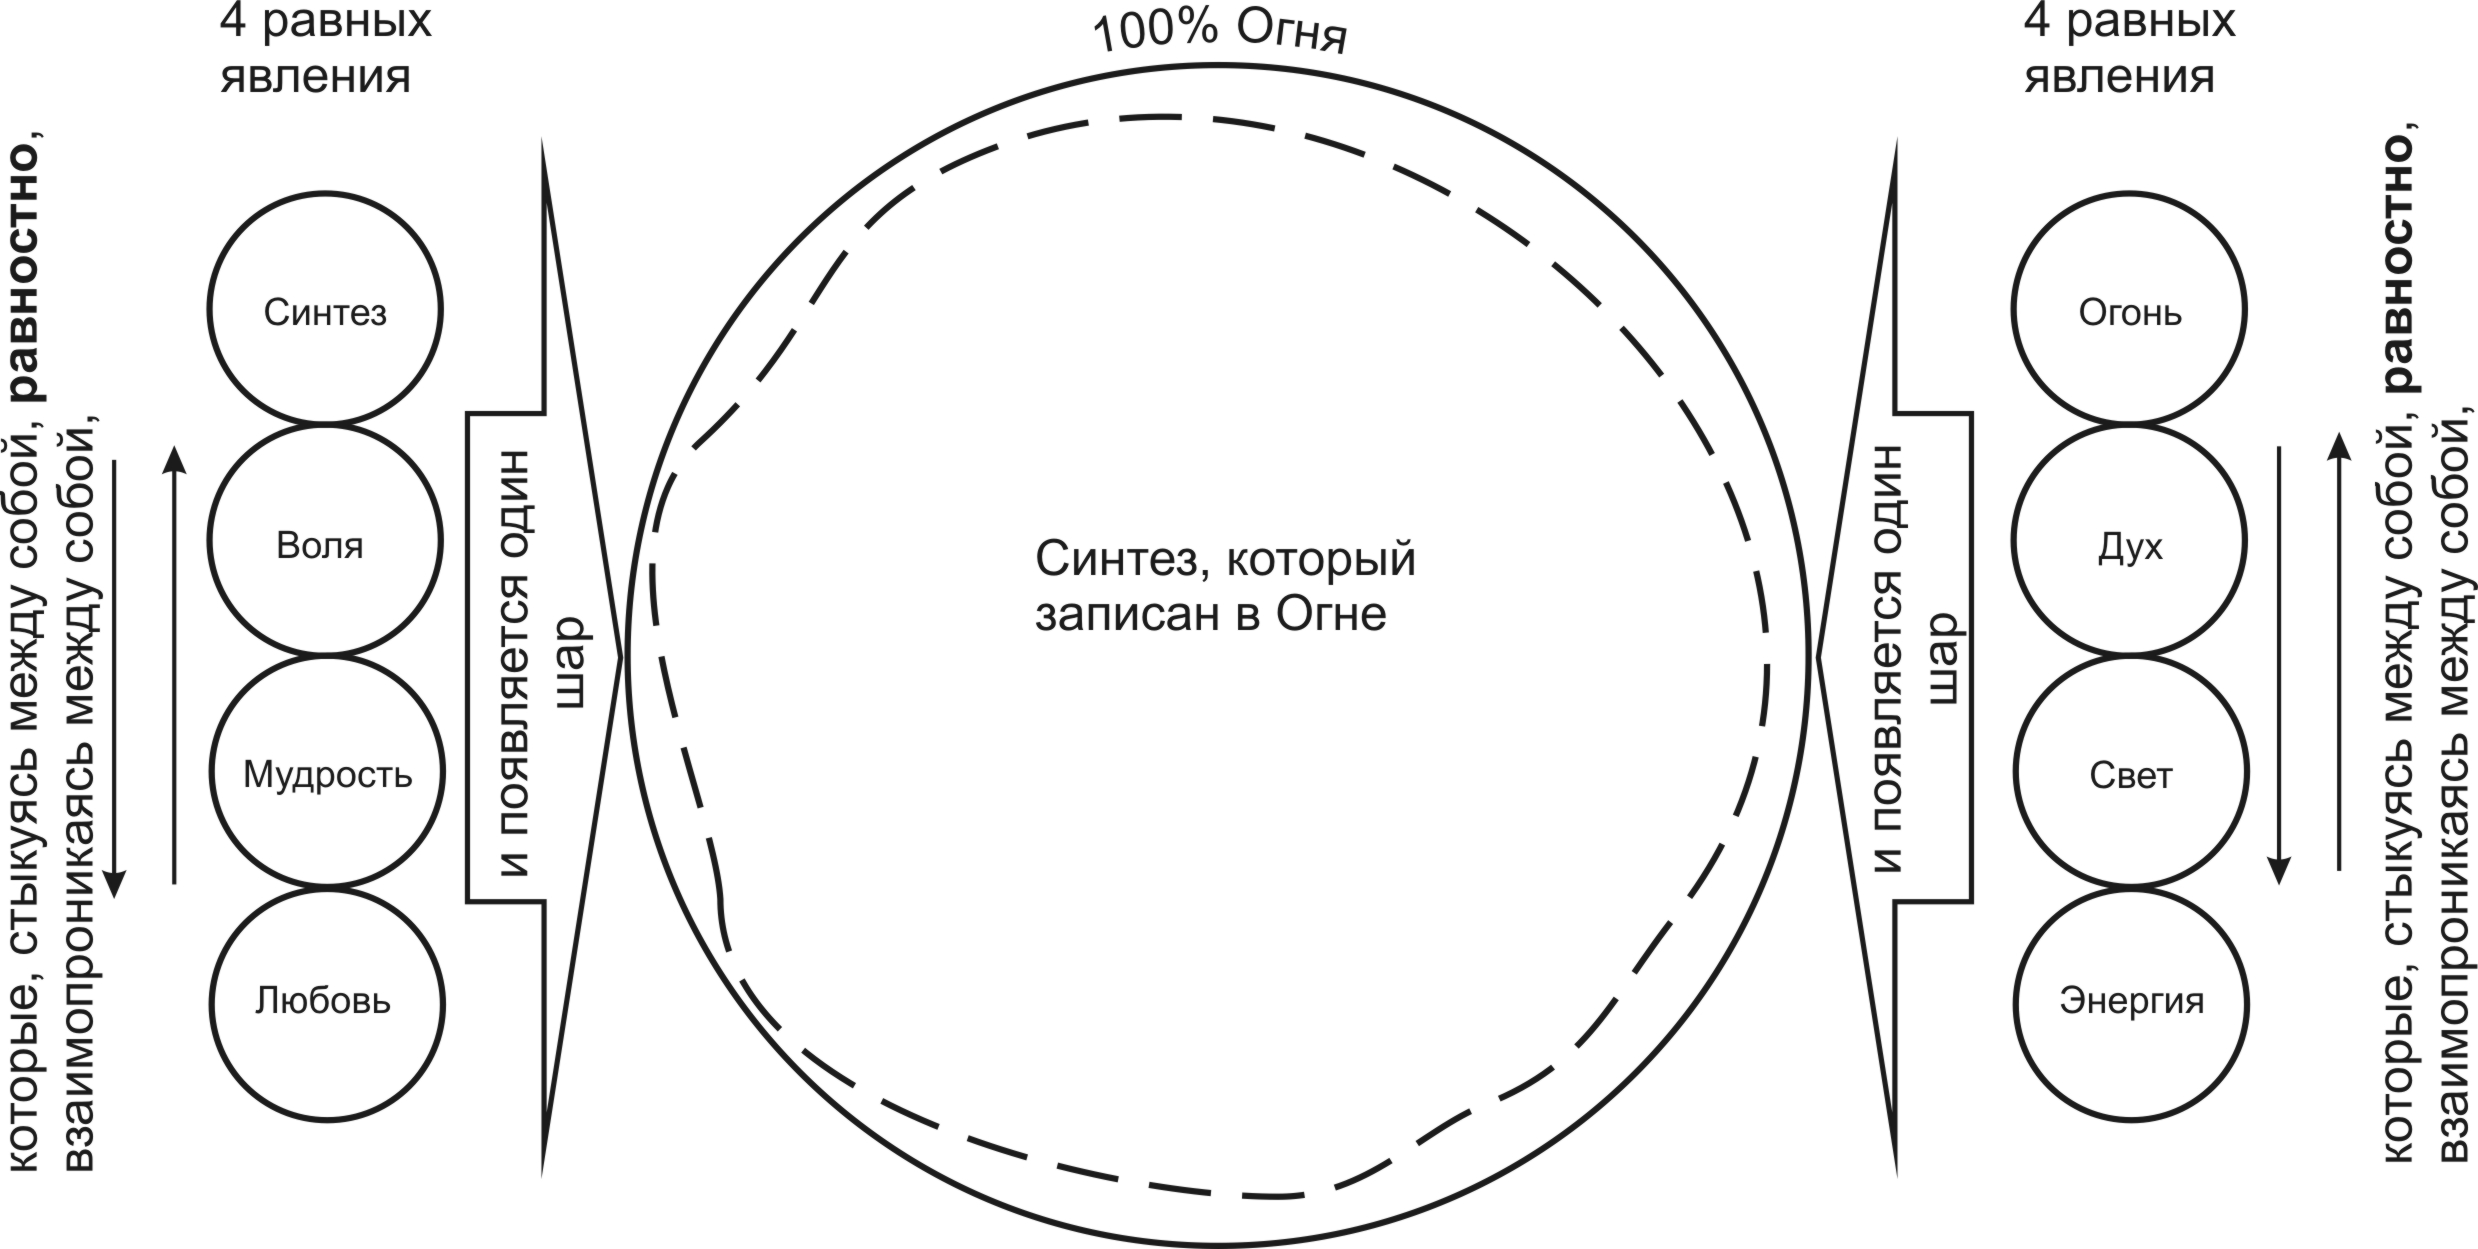 4 равных
явления
которые, стыкуясь между собой, равностно,
взаимопроникаясь между собой,
Синтез
Воля
Мудрость
Любовь
и появляется один
шар
100% Огня
Синтез, который
записан в Огне
и появляется один
шар
4 равных
явления
Огонь
Дух
Свет
Энергия
которые, стыкуясь между собой, равностно,
взаимопроникаясь между собой,